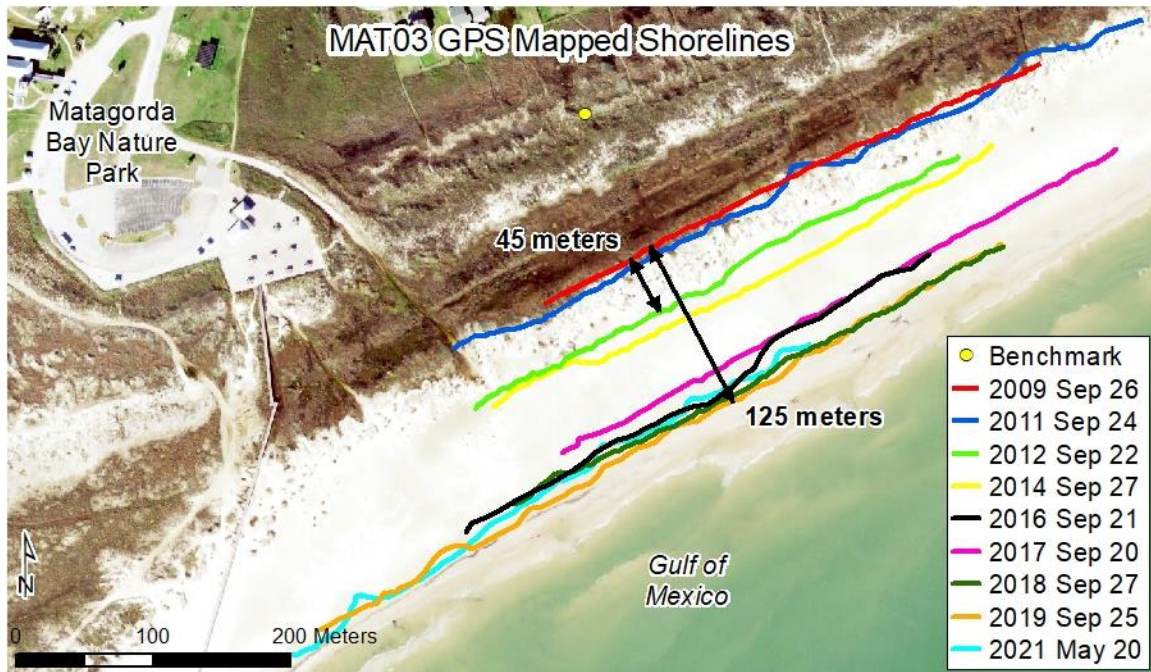 MAT03 GPS Mapped Shorelines
Matagorda
Bay Nature
Park
45 meters
125 meters
Gulf of
Mexico
N
0 100 200 Meters
Benchmark
2009 Sep 26
2011 Sep 24
2012 Sep 22
2014 Sep 27
2016 Sep 21
2017 Sep 20
2018 Sep 27
2019 Sep 25
2021 May 20